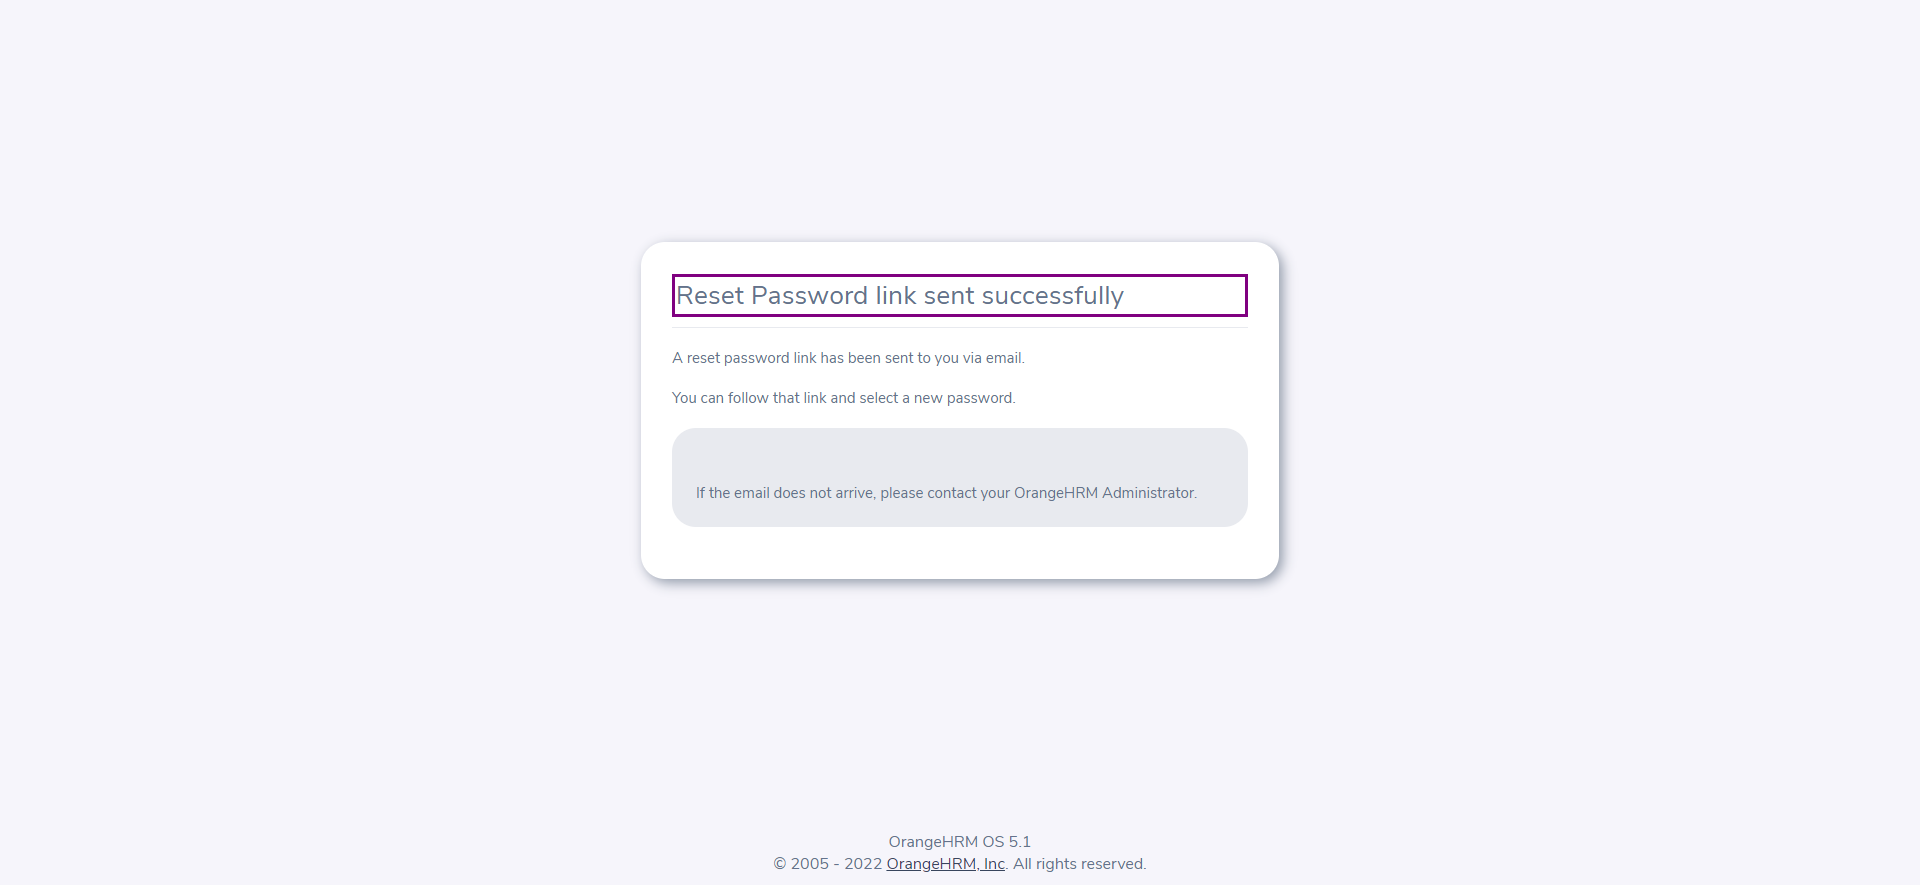 Reset Password link sent successfully
A reset password link has been sent to you via email.
You can follow that link and select a new password.
If the email does not arrive, please contact your OrangeHRM Administrator.
OrangeHRM OS 5.1
© 2005 - 2022 OrangeHRM, Inc. All rights reserved.